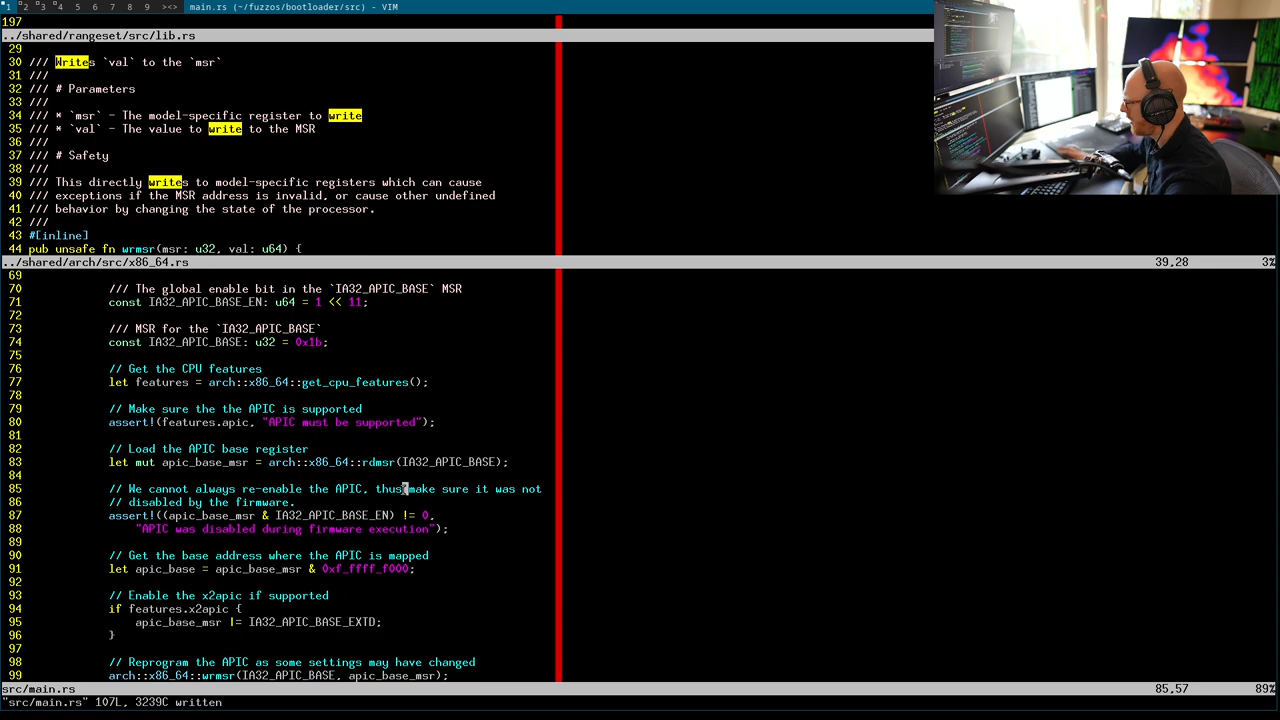 1 2 3 4 5 6 7 8 9 ><> main.rs (~/fuzzos/bootloader/src) - VIM
197
../shared/rangeset/src/lib.rs
29
30 /// Writes `val` to the `msr`
31 ///
32 /// # Parameters
33 ///
34 /// * `msr` - The model-specific register to write
35 /// * `val` - The value to write to the MSR
36 ///
37 /// # Safety
38 ///
39 /// This directly writes to model-specific registers which can cause
40 /// exceptions if the MSR address is invalid, or cause other undefined
41 /// behavior by changing the state of the processor.
42 ///
43 #[inline]
44 pub unsafe fn wrmsr(msr: u32, val: u64) {
../shared/arch/src/x86_64.rs 39,28 3%
69
70 /// The global enable bit in the `IA32_APIC_BASE` MSR
71 const IA32_APIC_BASE_EN: u64 = 1 << 11;
72
73 /// MSR for the `IA32_APIC_BASE`
74 const IA32_APIC_BASE: u32 = 0x1b;
75
76 // Get the CPU features
77 let features = arch::x86_64::get_cpu_features();
78
79 // Make sure the the APIC is supported
80 assert!(features.apic, "APIC must be supported");
81
82 // Load the APIC base register
83 let mut apic_base_msr = arch::x86_64::rdmsr(IA32_APIC_BASE);
84
85 // We cannot always re-enable the APIC, thus make sure it was not
86 // disabled by the firmware.
87 assert!((apic_base_msr & IA32_APIC_BASE_EN) != 0,
88 "APIC was disabled during firmware execution");
89
90 // Get the base address where the APIC is mapped
91 let apic_base = apic_base_msr & 0xf_ffff_f000;
92
93 // Enable the x2apic if supported
94 if features.x2apic {
95 apic_base_msr |= IA32_APIC_BASE_EXTD;
96 }
97
98 // Reprogram the APIC as some settings may have changed
99 arch::x86_64::wrmsr(IA32_APIC_BASE, apic_base_msr);
src/main.rs 85,57 89%
"src/main.rs" 107L, 3239C written